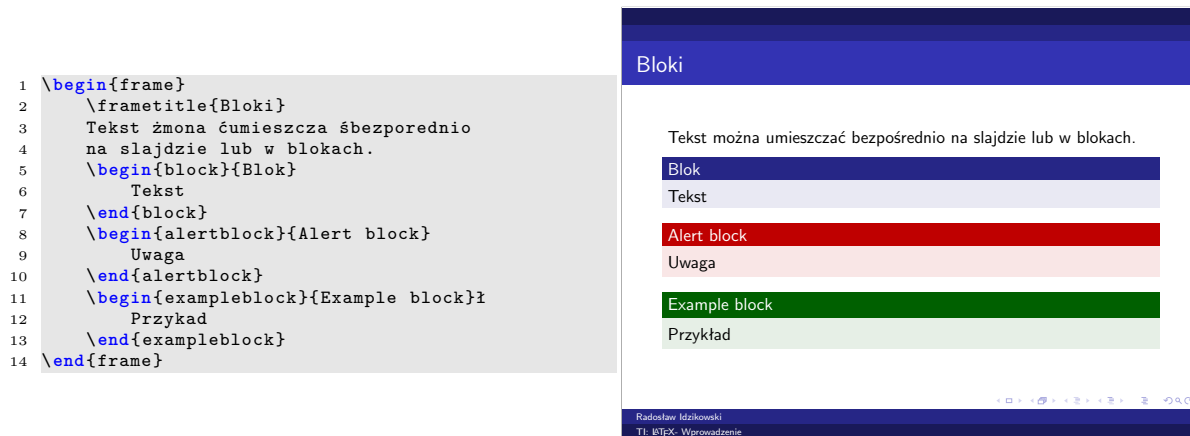 1 \begin{frame}
2 \frametitle{Bloki}
3 Tekst żmona ćumieszcza śbezporednio
4 na slajdzie lub w blokach.
5 \begin{block}{Blok}
6 Tekst
7 \end{block}
8 \begin{alertblock}{Alert block}
9 Uwaga
10 \end{alertblock}
11 \begin{exampleblock}{Example block}ł
12 Przykad
13 \end{exampleblock}
14 \end{frame}
Bloki
Tekst można umieszczać bezpośrednio na slajdzie lub w blokach.
Blok
Tekst
Alert block
Uwaga
Example block
Przykład
Radosław Idzikowski
TI: LATEX- Wprowadzenie